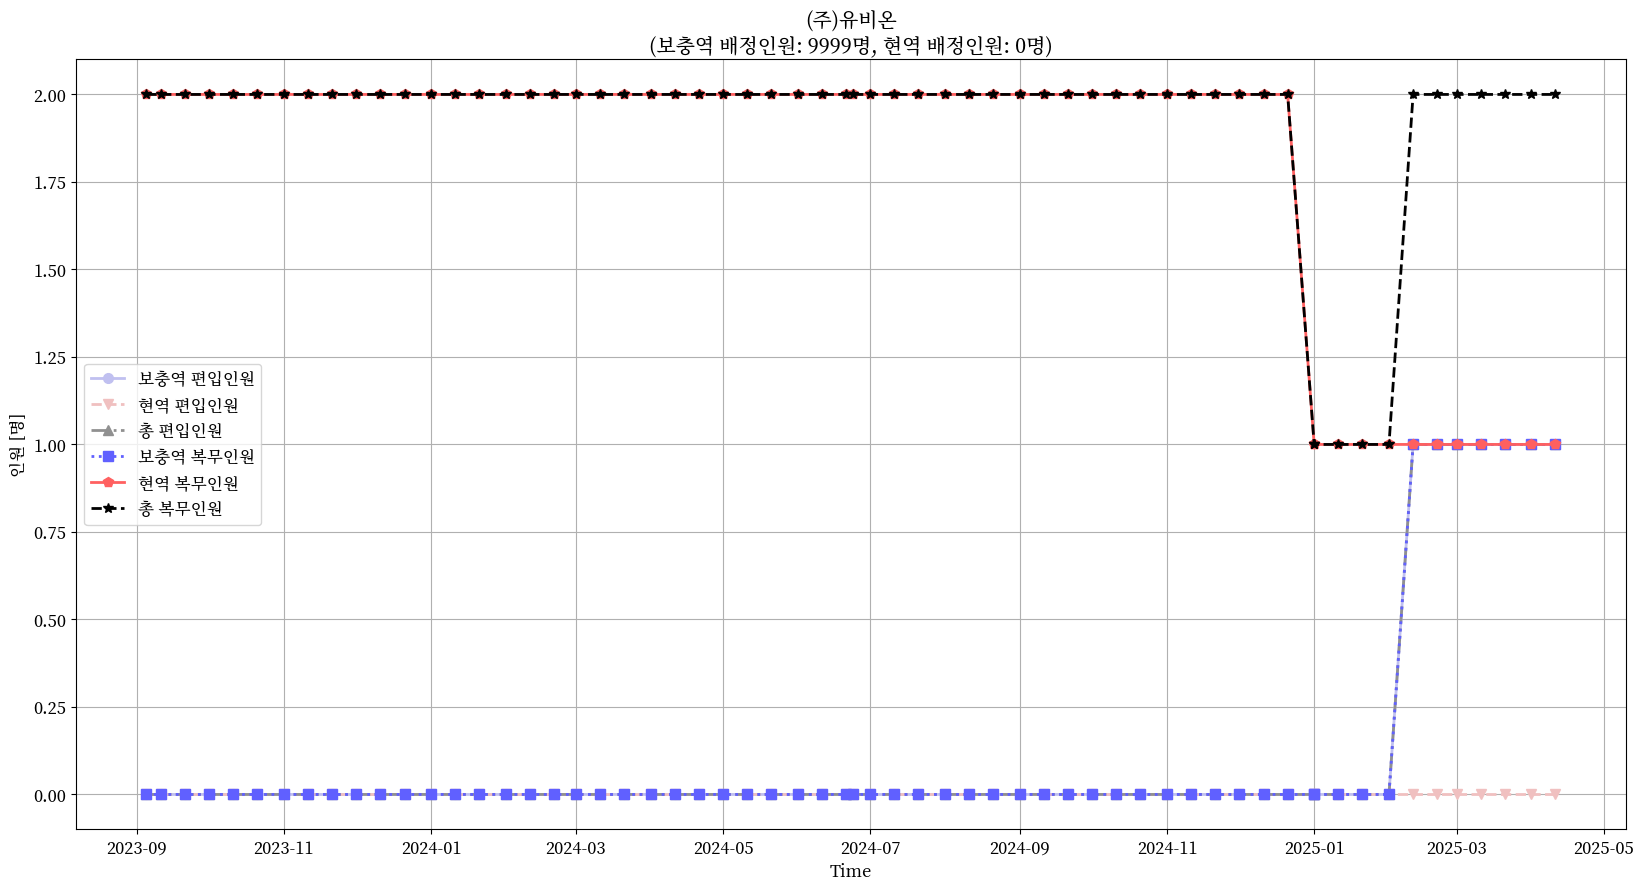 (주)유비온
(보충역 배정인원: 9999명, 현역 배정인원: 0명)
인원 [명]
2.00
1.75
1.50
1.25
1.00
0.75
0.50
0.25
0.00
보충역 편입인원
현역 편입인원
총 편입인원
보충역 복무인원
현역 복무인원
총 복무인원
2023-09
2023-11
2024-01
2024-03
2024-05
2024-07
2024-09
2024-11
2025-01
2025-03
2025-05
Time